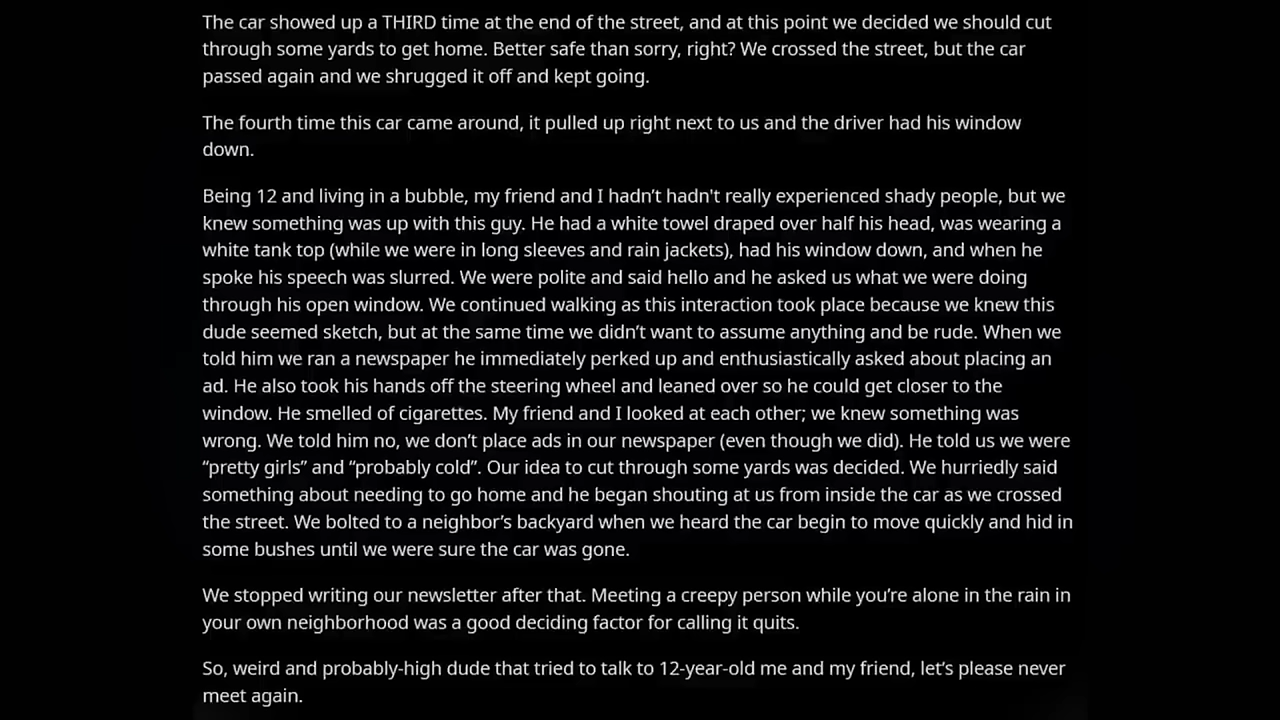 The car showed up a THIRD time at the end of the street, and at this point we decided we should cut
through some yards to get home. Better safe than sorry, right? We crossed the street, but the car
passed again and we shrugged it off and kept going.
The fourth time this car came around, it pulled up right next to us and the driver had his window
down.
Being 12 and living in a bubble, my friend and I hadn’t hadn't really experienced shady people, but we
knew something was up with this guy. He had a white towel draped over half his head, was wearing a
white tank top (while we were in long sleeves and rain jackets), had his window down, and when he
spoke his speech was slurred. We were polite and said hello and he asked us what we were doing
through his open window. We continued walking as this interaction took place because we knew this
dude seemed sketch, but at the same time we didn’t want to assume anything and be rude. When we
told him we ran a newspaper he immediately perked up and enthusiastically asked about placing an
ad. He also took his hands off the steering wheel and leaned over so he could get closer to the
window. He smelled of cigarettes. My friend and I looked at each other; we knew something was
wrong. We told him no, we don’t place ads in our newspaper (even though we did). He told us we were
“pretty girls” and “probably cold”. Our idea to cut through some yards was decided. We hurriedly said
something about needing to go home and he began shouting at us from inside the car as we crossed
the street. We bolted to a neighbor’s backyard when we heard the car begin to move quickly and hid in
some bushes until we were sure the car was gone.
We stopped writing our newsletter after that. Meeting a creepy person while you’re alone in the rain in
your own neighborhood was a good deciding factor for calling it quits.
So, weird and probably-high dude that tried to talk to 12-year-old me and my friend, let’s please never
meet again.